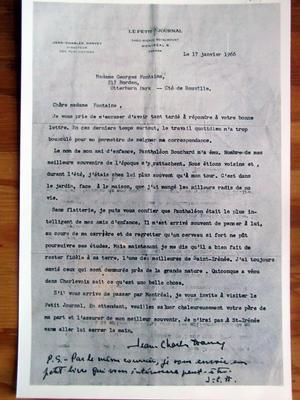 LE PETIT JOURNAL
MONTRÉAL
JEAN-CHARLES HARVEY
Le 17 janvier 1966
Madame Georges Fontaine,
217 Borden,
Otterburn Park - Cté de Rouville.
Chère madame Fontaine,
Je vous prie de m'excuser d'avoir tant tardé à répondre à votre bonne
lettre. En ces derniers temps surtout, le travail quotidien m'a trop
bousculé pour me permettre de soigner ma correspondance.
Le nom de mon ami d'enfance, Panthaléon Bouchard m'a ému. Nombre de mes
meilleurs souvenirs de l'époque s'y rattachent. Nous étions voisins et,
durant l'été, j'étais chez lui plus souvent qu'à mon tour. C'est dans
le jardin, face à la maison, que j'ai mangé les meilleurs radis de ma
vie.
Sans flatterie, je puis vous confier que Panthaléon était le plus in-
telligent de mes amis d'enfance. Il m'est arrivé souvent de penser à lui,
au cours de ma carrière et de regretter qu'un cerveau si fort ne pût
poursuivre ses études. Mais maintenant je me dis qu'il a bien fait de
rester fidèle à sa terre, l'une des meilleures de Saint-Irénée. J'ai toujours
envié ceux qui sont demeurés près de la grande nature. Quiconque a vécu
dans Charlevoix sait ce qu'est une belle chose.
S'il vous arrive de passer par Montréal, je vous invite à visiter le
Petit Journal. En attendant, veuillez saluer chaleureusement votre père de
ma part et l'assurer de mon meilleur souvenir. Je n'irai pas à St-Irénée
sans aller lui serrer la main.
Jean-Charles Harvey
P.S. - Par le même courrier, je vous envoie un
petit livre qui vous intéressera peut-être.
J.-C. H.